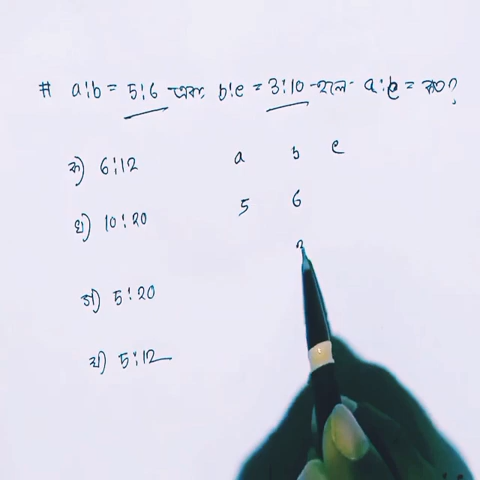 # a:b = 5:6 এবং b:c = 3:10 হলে a:c = কত?
ক) 6:12
খ) 10:20
গ) 5:20
ঘ) 5:12
a b c
5 6